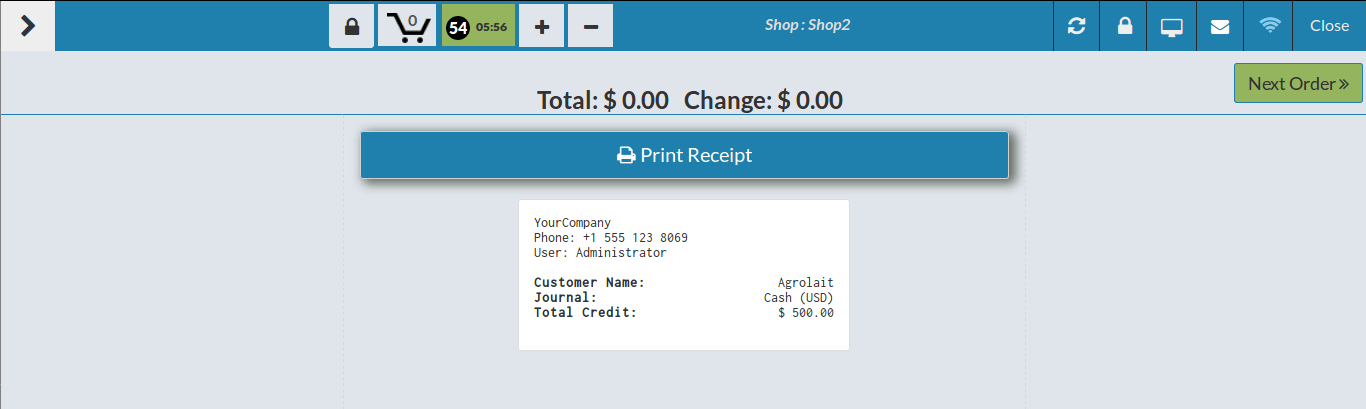 0
54 05:56
Shop : Shop2
Close
Next Order
Total: $ 0.00 Change: $ 0.00
Print Receipt
YourCompany
Phone: +1 555 123 8069
User: Administrator
Customer Name: Agrolait
Journal: Cash (USD)
Total Credit: $ 500.00